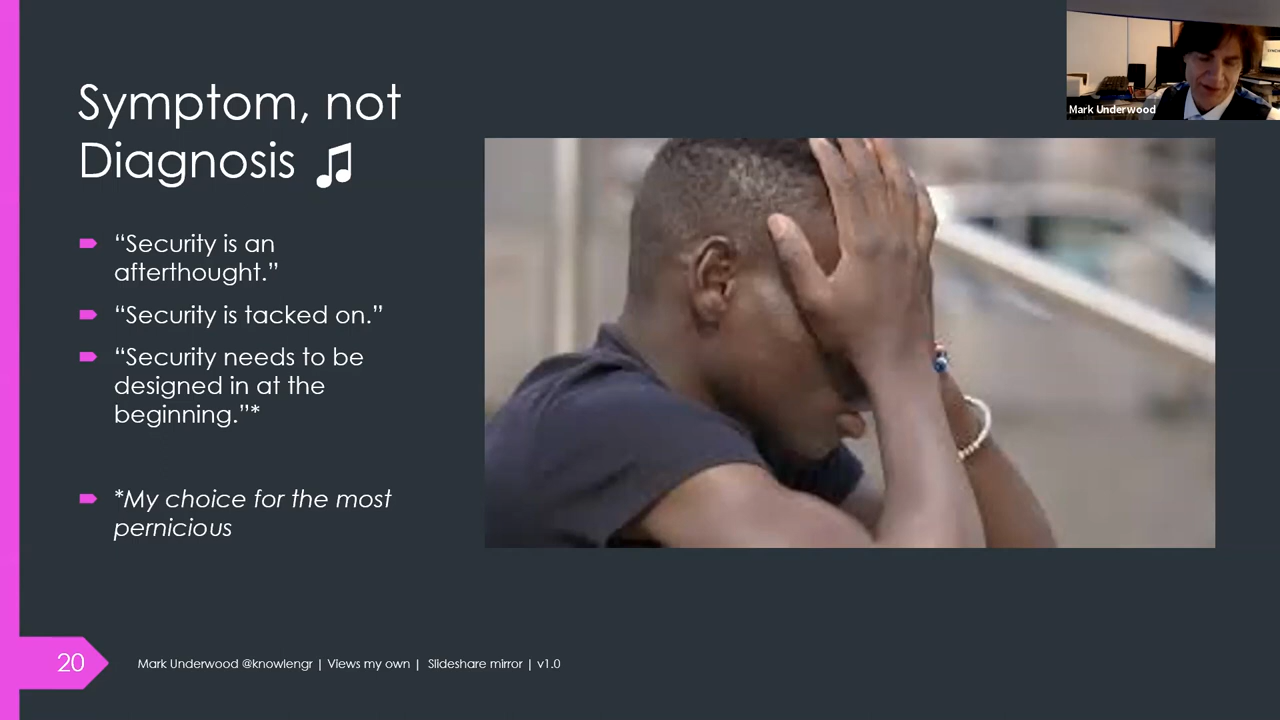 Mark Underwood
Symptom, not
Diagnosis 🎵
“Security is an
afterthought.”
“Security is tacked on.”
“Security needs to be
designed in at the
beginning.”*
*My choice for the most
pernicious
20
Mark Underwood @knowlengr | Views my own | Slideshare mirror | v1.0